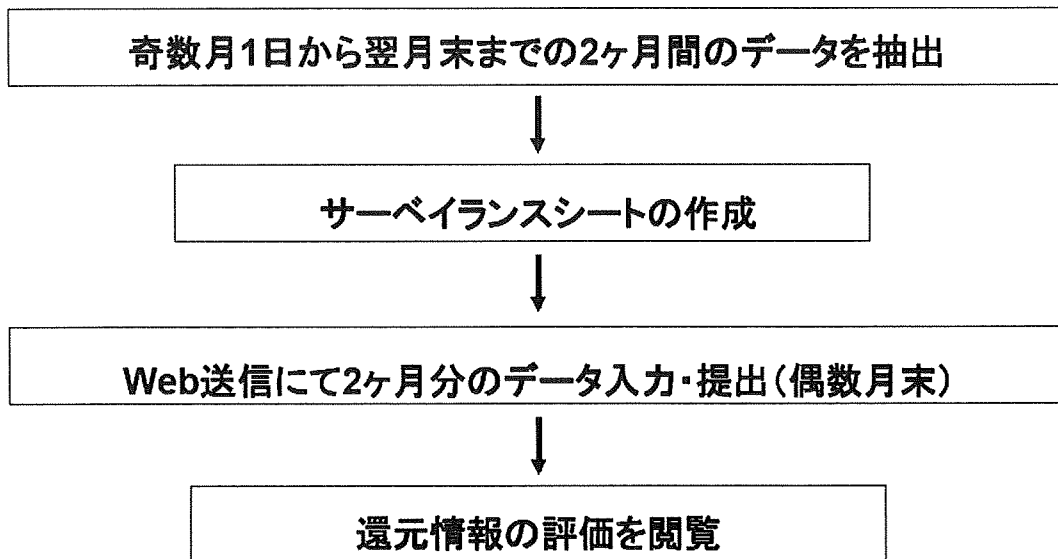 奇数月1日から翌月末までの2ヶ月間のデータを抽出
サーベイランスシートの作成
Web送信にて2ヶ月分のデータ入力・提出(偶数月末)
還元情報の評価を閲覧